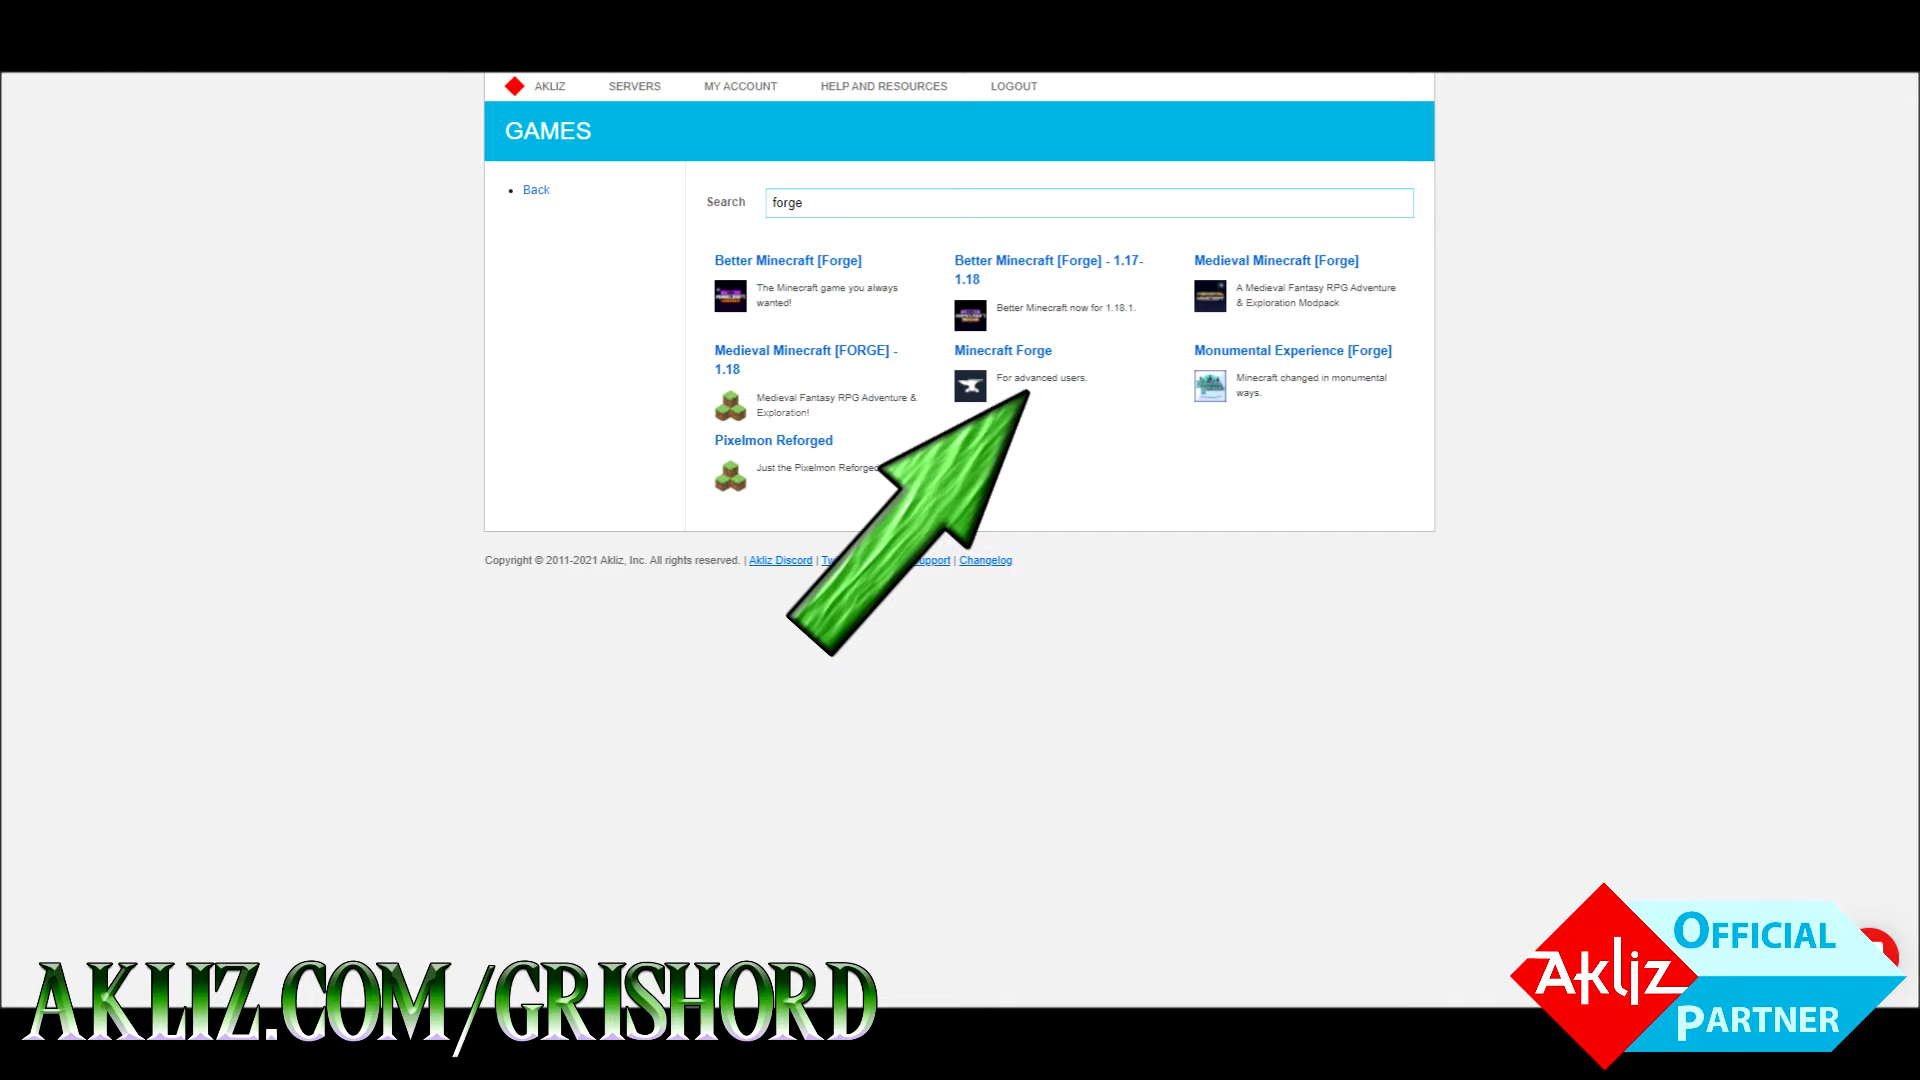 AKLIZ SERVERS MY ACCOUNT HELP AND RESOURCES LOGOUT
GAMES
Back
Search forge
Better Minecraft [Forge]
The Minecraft game you always
wanted!
Better Minecraft [Forge] - 1.17-
1.18
Better Minecraft now for 1.18.1.
Medieval Minecraft [Forge]
A Medieval Fantasy RPG Adventure
& Exploration Modpack
Medieval Minecraft [FORGE] -
1.18
Medieval Fantasy RPG Adventure &
Exploration!
Minecraft Forge
For advanced users.
Monumental Experience [Forge]
Minecraft changed in monumental
ways.
Pixelmon Reforged
Just the Pixelmon Reforged
Copyright © 2011-2021 Akliz, Inc. All rights reserved. | Akliz Discord | | Changelog
AKLIZ.COM/GRISHORD
Akliz
OFFICIAL
PARTNER